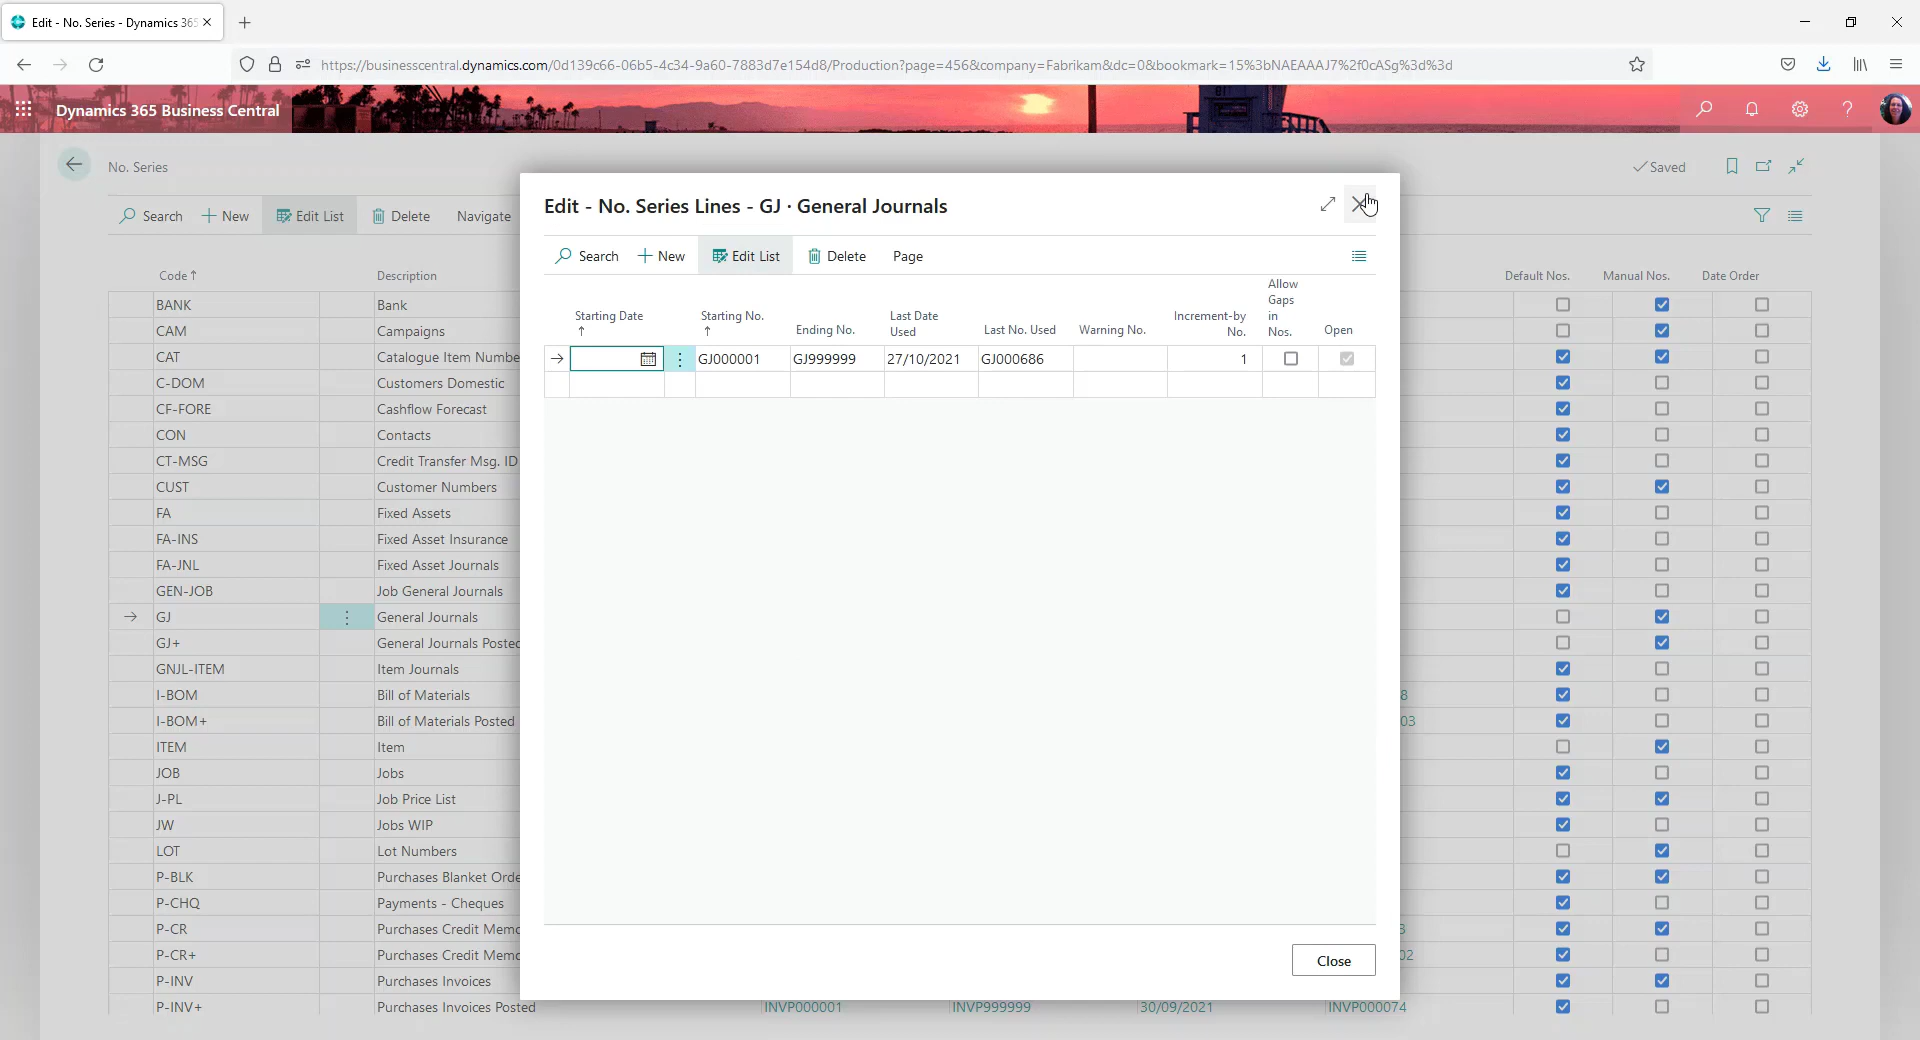 Edit - No. Series - Dynamics 365
https://businesscentral.dynamics.com/0d139c66-06b5-4c34-9a60-7883d7e154d8/Production?page=456&company=Fabrikam&dc=0&bookmark=15%3bNAEAAAJ7%2f0cASg%3d%3d
Dynamics 365 Business Central
No. Series
Saved
Search New Edit List Delete Navigate
Code ↑ Description Default Nos. Manual Nos. Date Order
Edit - No. Series Lines - GJ · General Journals
Search New Edit List Delete Page
Starting Date ↑
Starting No. ↑
Ending No.
Last Date Used
Last No. Used
Warning No.
Increment-by No.
Allow Gaps in Nos.
Open
GJ000001 GJ999999 27/10/2021 GJ000686 1
Close
BANK Bank
CAM Campaigns
CAT Catalogue Item Numbe
C-DOM Customers Domestic
CF-FORE Cashflow Forecast
CON Contacts
CT-MSG Credit Transfer Msg. ID
CUST Customer Numbers
FA Fixed Assets
FA-INS Fixed Asset Insurance
FA-JNL Fixed Asset Journals
GEN-JOB Job General Journals
GJ General Journals
GJ+ General Journals Posted
GNJL-ITEM Item Journals
I-BOM Bill of Materials 8
I-BOM+ Bill of Materials Posted 03
ITEM Item
JOB Jobs
J-PL Job Price List
JW Jobs WIP
LOT Lot Numbers
P-BLK Purchases Blanket Orde
P-CHQ Payments - Cheques
P-CR Purchases Credit Memo 3
P-CR+ Purchases Credit Memo 02
P-INV Purchases Invoices
P-INV+ Purchases Invoices Posted INVP000001 INVP999999 30/09/2021 INVP000074